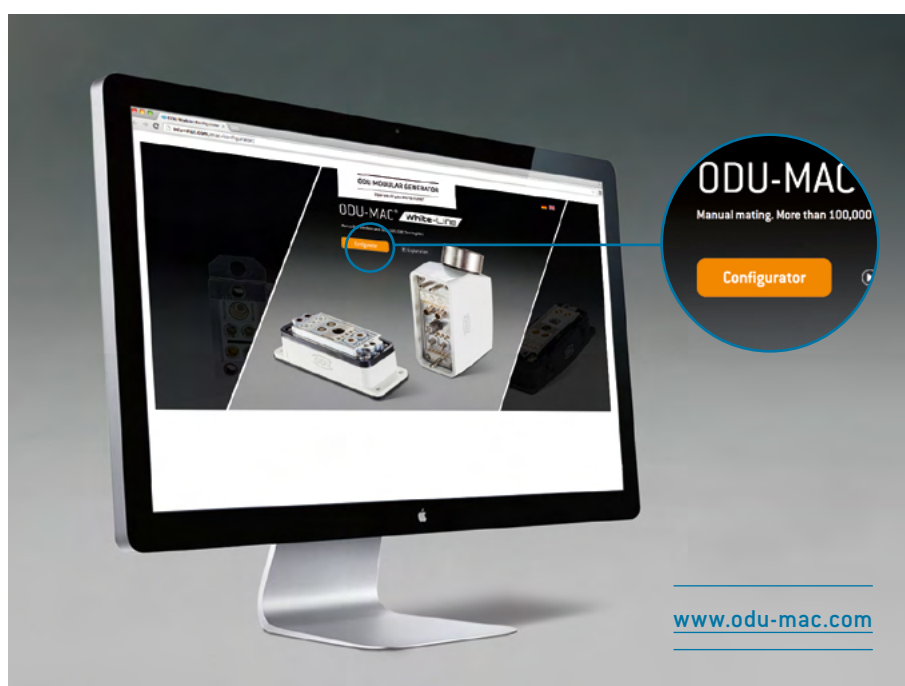 ODU-MODULAR GENERATOR
ODU-MAC® White-Line
Configurator
ODU-MAC
Manual mating. More than 100,000
Configurator
www.odu-mac.com